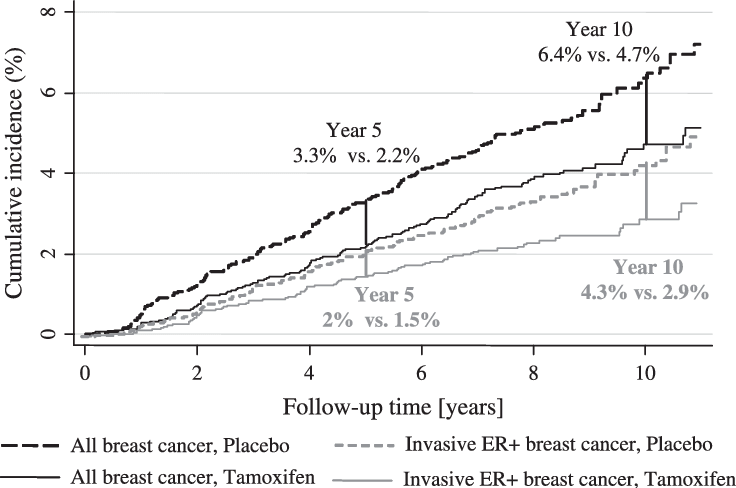 8
6
4
2
0
Cumulative incidence (%)
Year 10
6.4% vs. 4.7%
Year 5
3.3% vs. 2.2%
Year 5
2% vs. 1.5%
Year 10
4.3% vs. 2.9%
0 2 4 6 8 10
Follow-up time [years]
All breast cancer, Placebo
Invasive ER+ breast cancer, Placebo
All breast cancer, Tamoxifen
Invasive ER+ breast cancer, Tamoxifen